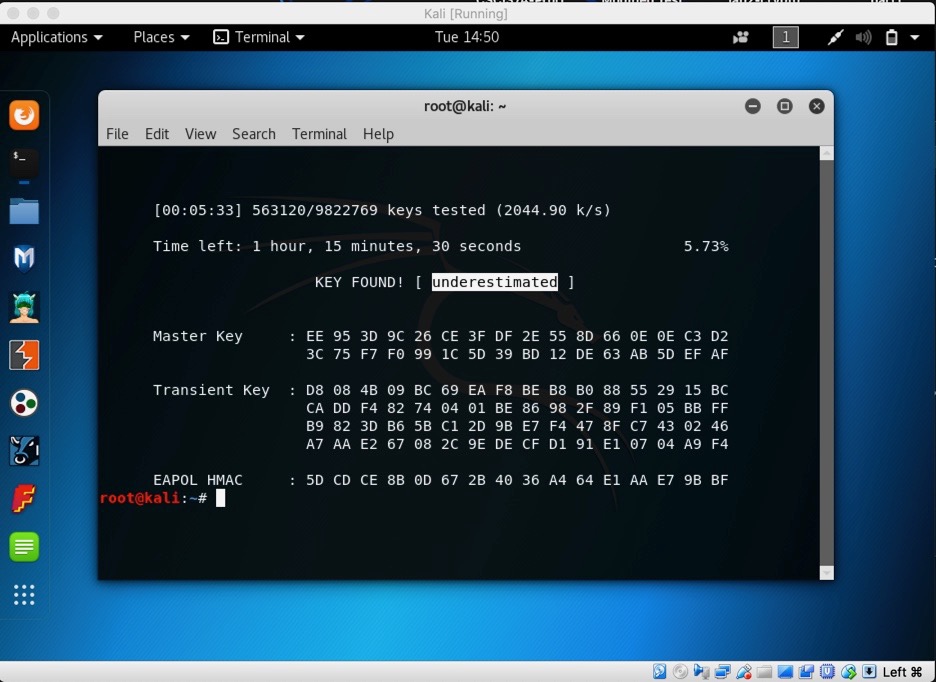 Kali [Running]
Applications Places Terminal Tue 14:50 1
root@kali: ~
File Edit View Search Terminal Help
[00:05:33] 563120/9822769 keys tested (2044.90 k/s)
Time left: 1 hour, 15 minutes, 30 seconds 5.73%
KEY FOUND! [ underestimated ]
Master Key : EE 95 3D 9C 26 CE 3F DF 2E 55 8D 66 0E 0E C3 D2
3C 75 F7 F0 99 1C 5D 39 BD 12 DE 63 AB 5D EF AF
Transient Key : D8 08 4B 09 BC 69 EA F8 BE B8 B0 88 55 29 15 BC
CA DD F4 82 74 04 01 BE 86 98 2F 89 F1 05 BB FF
B9 82 3D B6 5B C1 2D 9B E7 F4 47 8F C7 43 02 46
A7 AA E2 67 08 2C 9E DE CF D1 91 E1 07 04 A9 F4
EAPOL HMAC : 5D CD CE 8B 0D 67 2B 40 36 A4 64 E1 AA E7 9B BF
root@kali:~#
Left ⌘